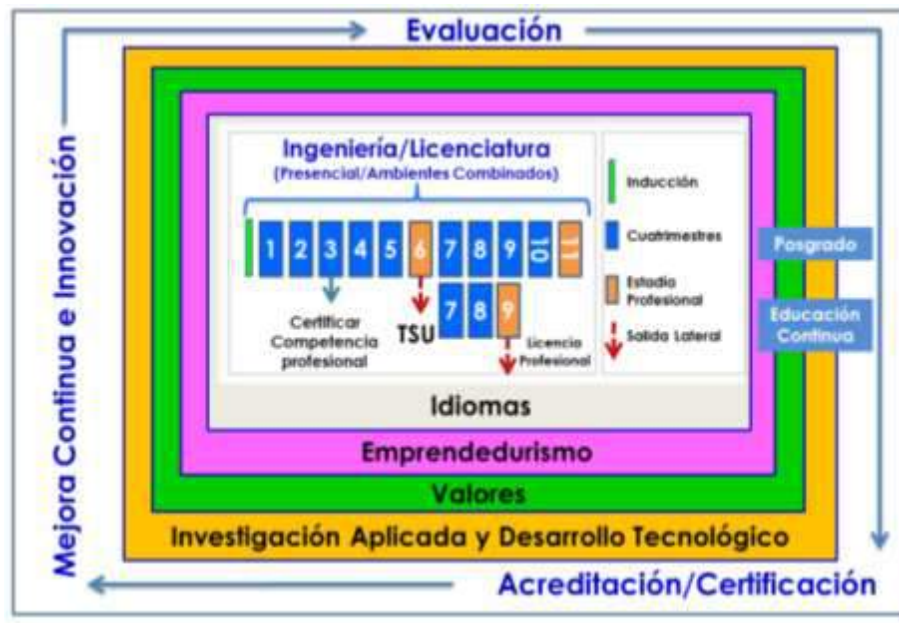 Evaluación
Mejora Continua e Innovación
Ingeniería/Licenciatura
(Presencial/Ambientes Combinados)
1 2 3 4 5 6 7 8 9 10 11
7 8 9
Certificar
Competencia
profesional
TSU
Licencia
Profesional
Inducción
Cuatrimestres
Estadía
Profesional
Salida Lateral
Posgrado
Educación
Continua
Idiomas
Emprendedurismo
Valores
Investigación Aplicada y Desarrollo Tecnológico
Acreditación/Certificación